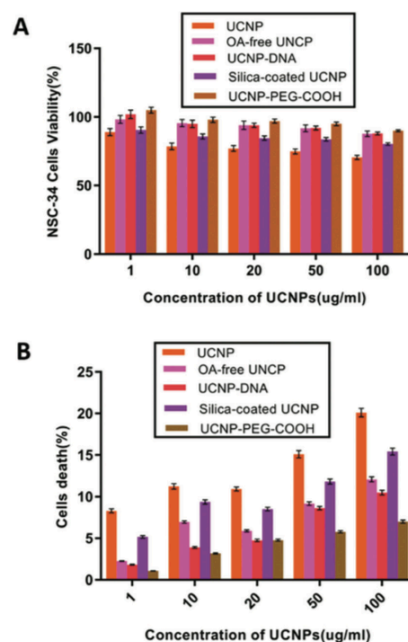 A
UCNP
OA-free UNCP
UCNP-DNA
Silica-coated UCNP
UCNP-PEG-COOH
NSC-34 Cells Viability(%)
150
100
50
0
1 10 20 50 100
Concentration of UCNPs(ug/ml)
B
UCNP
OA-free UNCP
UCNP-DNA
Silica-coated UCNP
UCNP-PEG-COOH
Cells death(%)
25
20
15
10
5
0
1 10 20 50 100
Concentration of UCNPs(ug/ml)